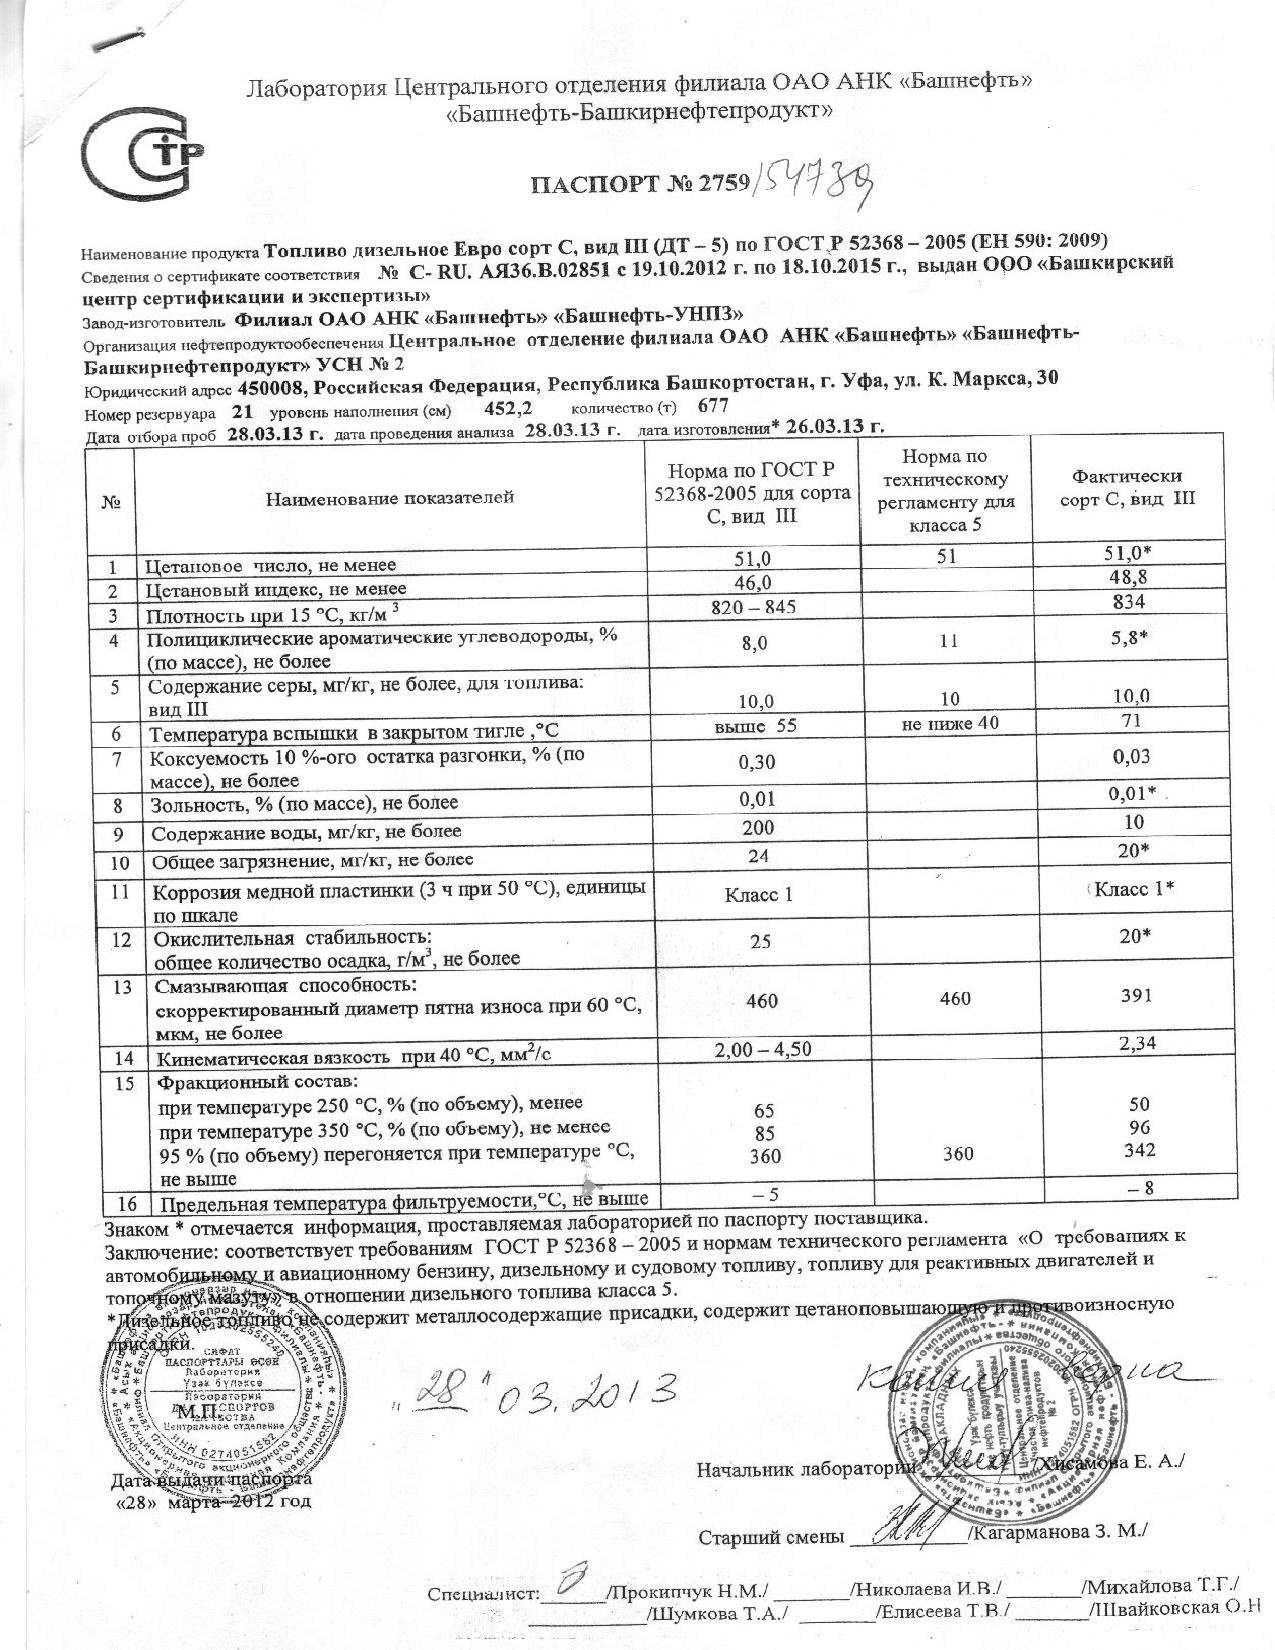 Лаборатория Центрального отделения филиала ОАО АНК «Башнефть»
«Башнефть-Башкирнефтепродукт»
СТР
ПАСПОРТ № 2759/54739
Наименование продукта Топливо дизельное Евро сорт С, вид III (ДТ – 5) по ГОСТ Р 52368 – 2005 (ЕН 590: 2009)
Сведения о сертификате соответствия № С- RU. АЯ36.В.02851 с 19.10.2012 г. по 18.10.2015 г., выдан ООО «Башкирский
центр сертификации и экспертизы»
Завод-изготовитель Филиал ОАО АНК «Башнефть» «Башнефть-УНПЗ»
Организация нефтепродуктообеспечения Центральное отделение филиала ОАО АНК «Башнефть» «Башнефть-
Башкирнефтепродукт» УСН № 2
Юридический адрес 450008, Российская Федерация, Республика Башкортостан, г. Уфа, ул. К. Маркса, 30
Номер резервуара 21 уровень наполнения (см) 452,2 количество (т) 677
Дата отбора проб 28.03.13 г. дата проведения анализа 28.03.13 г. дата изготовления* 26.03.13 г.
№ Наименование показателей Норма по ГОСТ Р 52368-2005 для сорта С, вид III Норма по техническому регламенту для класса 5 Фактически сорт С, вид III
1 Цетановое число, не менее 51,0 51 51,0*
2 Цетановый индекс, не менее 46,0 48,8
3 Плотность при 15 °С, кг/м 3 820 – 845 834
4 Полициклические ароматические углеводороды, %
(по массе), не более 8,0 11 5,8*
5 Содержание серы, мг/кг, не более, для топлива:
вид III 10,0 10 10,0
6 Температура вспышки в закрытом тигле ,°С выше 55 не ниже 40 71
7 Коксуемость 10 %-ого остатка разгонки, % (по
массе), не более 0,30 0,03
8 Зольность, % (по массе), не более 0,01 0,01*
9 Содержание воды, мг/кг, не более 200 10
10 Общее загрязнение, мг/кг, не более 24 20*
11 Коррозия медной пластинки (3 ч при 50 °С), единицы
по шкале Класс 1 Класс 1*
12 Окислительная стабильность:
общее количество осадка, г/м3, не более 25 20*
13 Смазывающая способность:
скорректированный диаметр пятна износа при 60 °С,
мкм, не более 460 460 391
14 Кинематическая вязкость при 40 °С, мм2/с 2,00 – 4,50 2,34
15 Фракционный состав:
при температуре 250 °С, % (по объему), менее 65 50
при температуре 350 °С, % (по объему), не менее 85 96
95 % (по объему) перегоняется при температуре °С, 360 360 342
не выше
16 Предельная температура фильтруемости,°С, не выше – 5 – 8
Знаком * отмечается информация, проставляемая лабораторией по паспорту поставщика.
Заключение: соответствует требованиям ГОСТ Р 52368 – 2005 и нормам технического регламента «О требованиях к
автомобильному и авиационному бензину, дизельному и судовому топливу, топливу для реактивных двигателей и
топочному мазуту» в отношении дизельного топлива класса 5.
*Дизельное топливо не содержит металлосодержащие присадки, содержит цетаноповышающую и противоизносную
присадки.
СИФАТ
ПАСПОРТТАРЫ ӨСӨН
Лаборатория
Үзәк бүлексә
Лаборатория
ДЛЯ ПАСПОРТОВ
КАЧЕСТВА
Центральное отделение
ИНН 0274051582
М.П.
" 28 " 03. 2013
Дата выдачи паспорта
«28» марта 2012 год
Начальник лаборатории /Хисамова Е. А./
Старший смены /Кагарманова З. М./
Специалист: /Прокипчук Н.М./ /Николаева И.В./ /Михайлова Т.Г./
/Шумкова Т.А./ /Елисеева Т.В./ /Швайковская О.Н